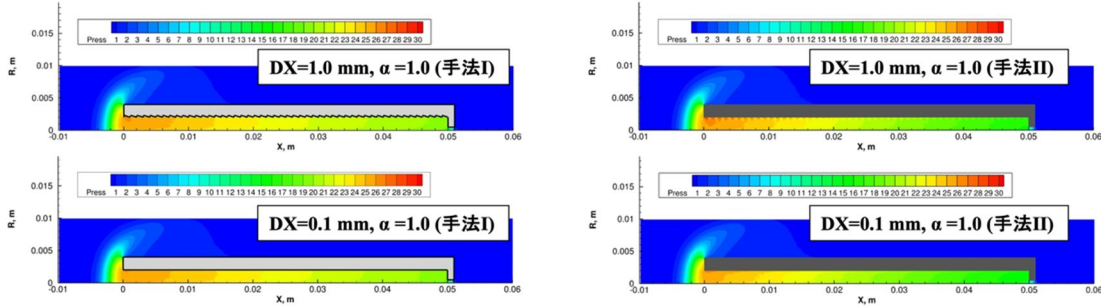 0.015
Press 1 2 3 4 5 6 7 8 9 10 11 12 13 14 15 16 17 18 19 20 21 22 23 24 25 26 27 28 29 30
R, m
0.01
DX=1.0 mm, α =1.0 (手法I)
0.005
0
-0.01 0 0.01 0.02 0.03 0.04 0.05 0.06
X, m
0.015
Press 1 2 3 4 5 6 7 8 9 10 11 12 13 14 15 16 17 18 19 20 21 22 23 24 25 26 27 28 29 30
R, m
0.01
DX=1.0 mm, α =1.0 (手法II)
0.005
0
-0.01 0 0.01 0.02 0.03 0.04 0.05 0.06
X, m
0.015
Press 1 2 3 4 5 6 7 8 9 10 11 12 13 14 15 16 17 18 19 20 21 22 23 24 25 26 27 28 29 30
R, m
0.01
DX=0.1 mm, α =1.0 (手法I)
0.005
0
-0.01 0 0.01 0.02 0.03 0.04 0.05 0.06
X, m
0.015
Press 1 2 3 4 5 6 7 8 9 10 11 12 13 14 15 16 17 18 19 20 21 22 23 24 25 26 27 28 29 30
R, m
0.01
DX=0.1 mm, α =1.0 (手法II)
0.005
0
-0.01 0 0.01 0.02 0.03 0.04 0.05 0.06
X, m